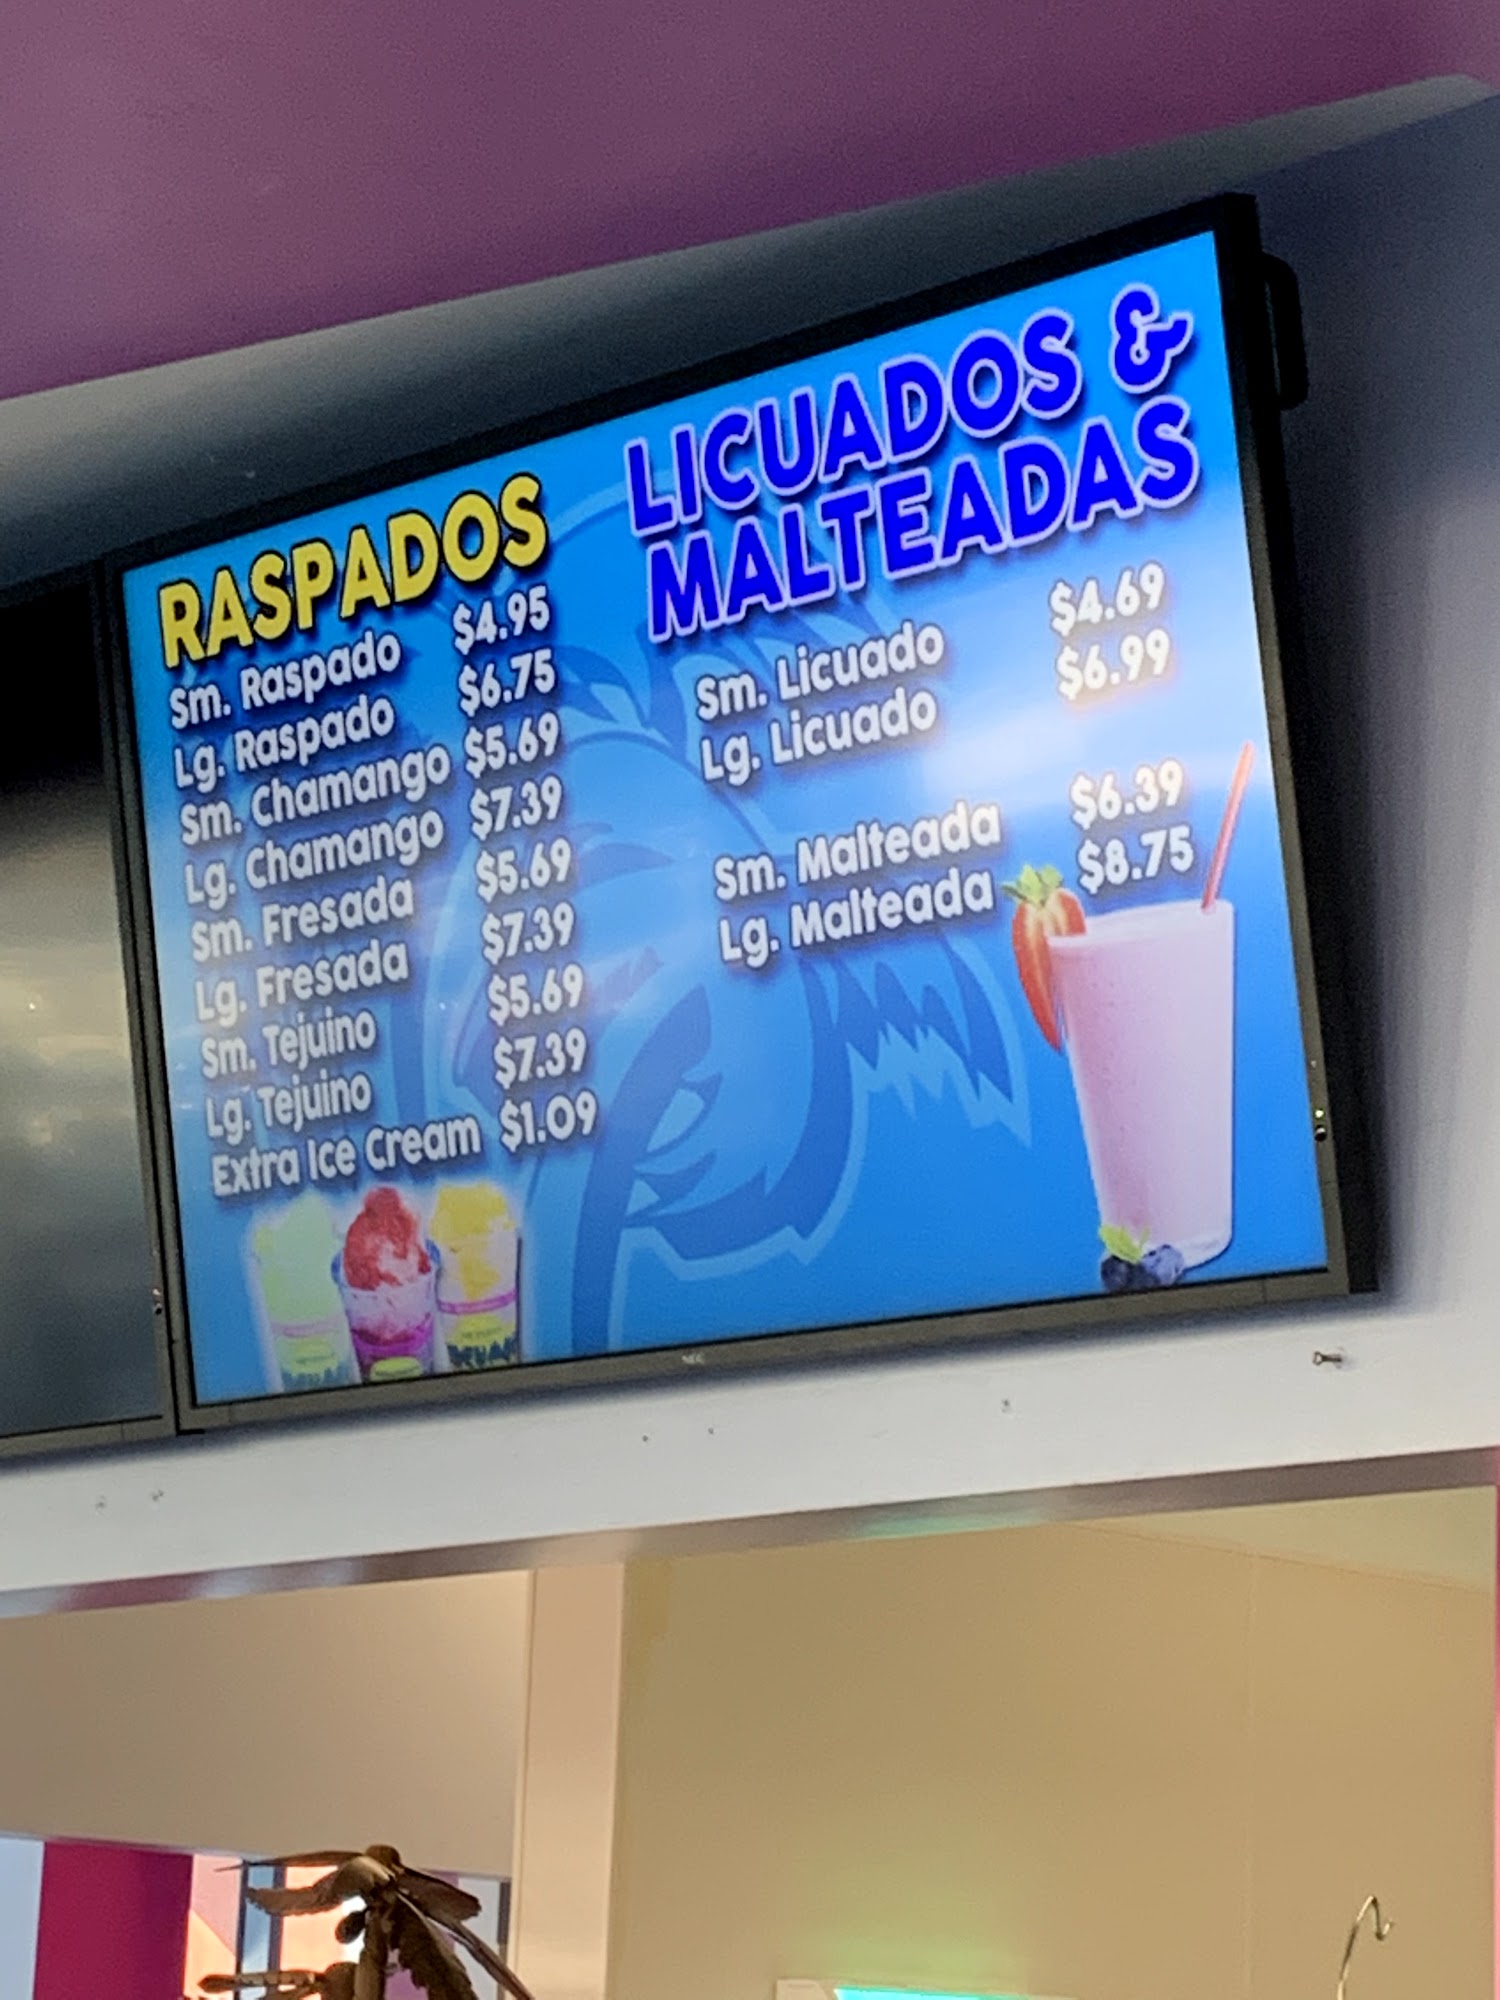 RASPADOS
Sm. Raspado $4.95
Lg. Raspado $6.75
Sm. Chamango $5.69
Lg. Chamango $7.39
Sm. Fresada $5.69
Lg. Fresada $7.39
Sm. Tejuino $5.69
Lg. Tejuino $7.39
Extra Ice Cream $1.09
LICUADOS &
MALTEADAS
Sm. Licuado $4.69
Lg. Licuado $6.99
Sm. Malteada $6.39
Lg. Malteada $8.75
NEC